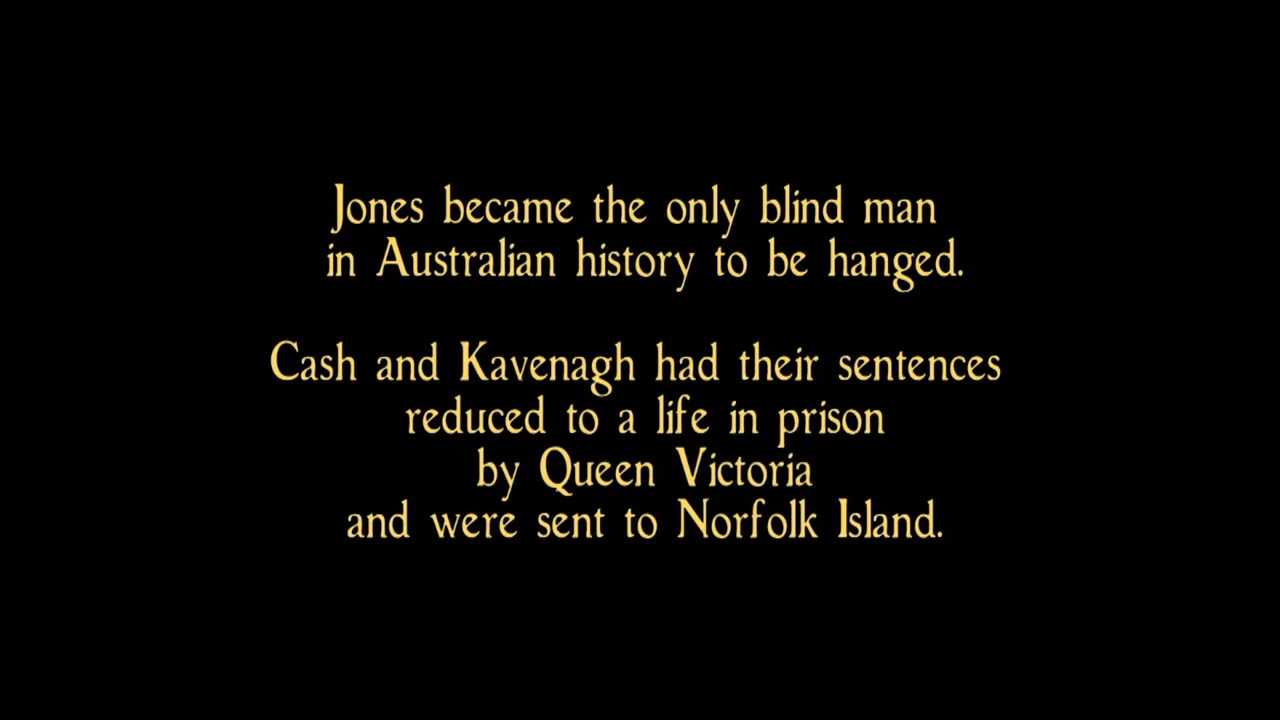 Jones became the only blind man
in Australian history to be hanged.
Cash and Kavenagh had their sentences
reduced to a life in prison
by Queen Victoria
and were sent to Norfolk Island.